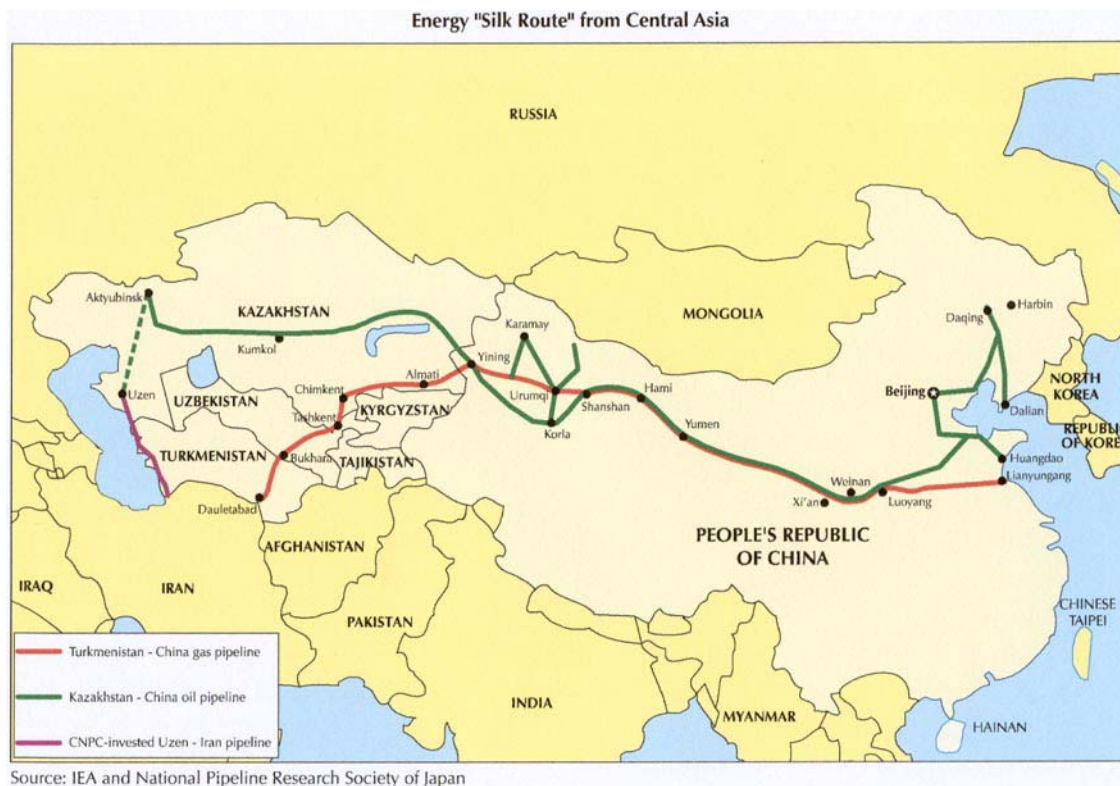 Energy "Silk Route" from Central Asia
RUSSIA
Aktyubinsk
KAZAKHSTAN
Kumkol
Karamay
MONGOLIA
Daqing
Harbin
Uzen
UZBEKISTAN
Chimkent
Almati
Yining
Urumqi
Shanshan
Hami
Beijing
NORTH
KOREA
Dalian
Tashkent
KYRGYZSTAN
Korla
Yumen
REPUBLIC
OF KOREA
TURKMENISTAN
Bukhara
TAJIKISTAN
Huangdao
Lianyungang
Dauletabad
Weinan
Xi'an
Luoyang
AFGHANISTAN
PEOPLE'S REPUBLIC
OF CHINA
IRAQ
IRAN
PAKISTAN
CHINESE
TAIPEI
Turkmenistan - China gas pipeline
Kazakhstan - China oil pipeline
CNPC-invested Uzen - Iran pipeline
INDIA
MYANMAR
HAINAN
Source: IEA and National Pipeline Research Society of Japan